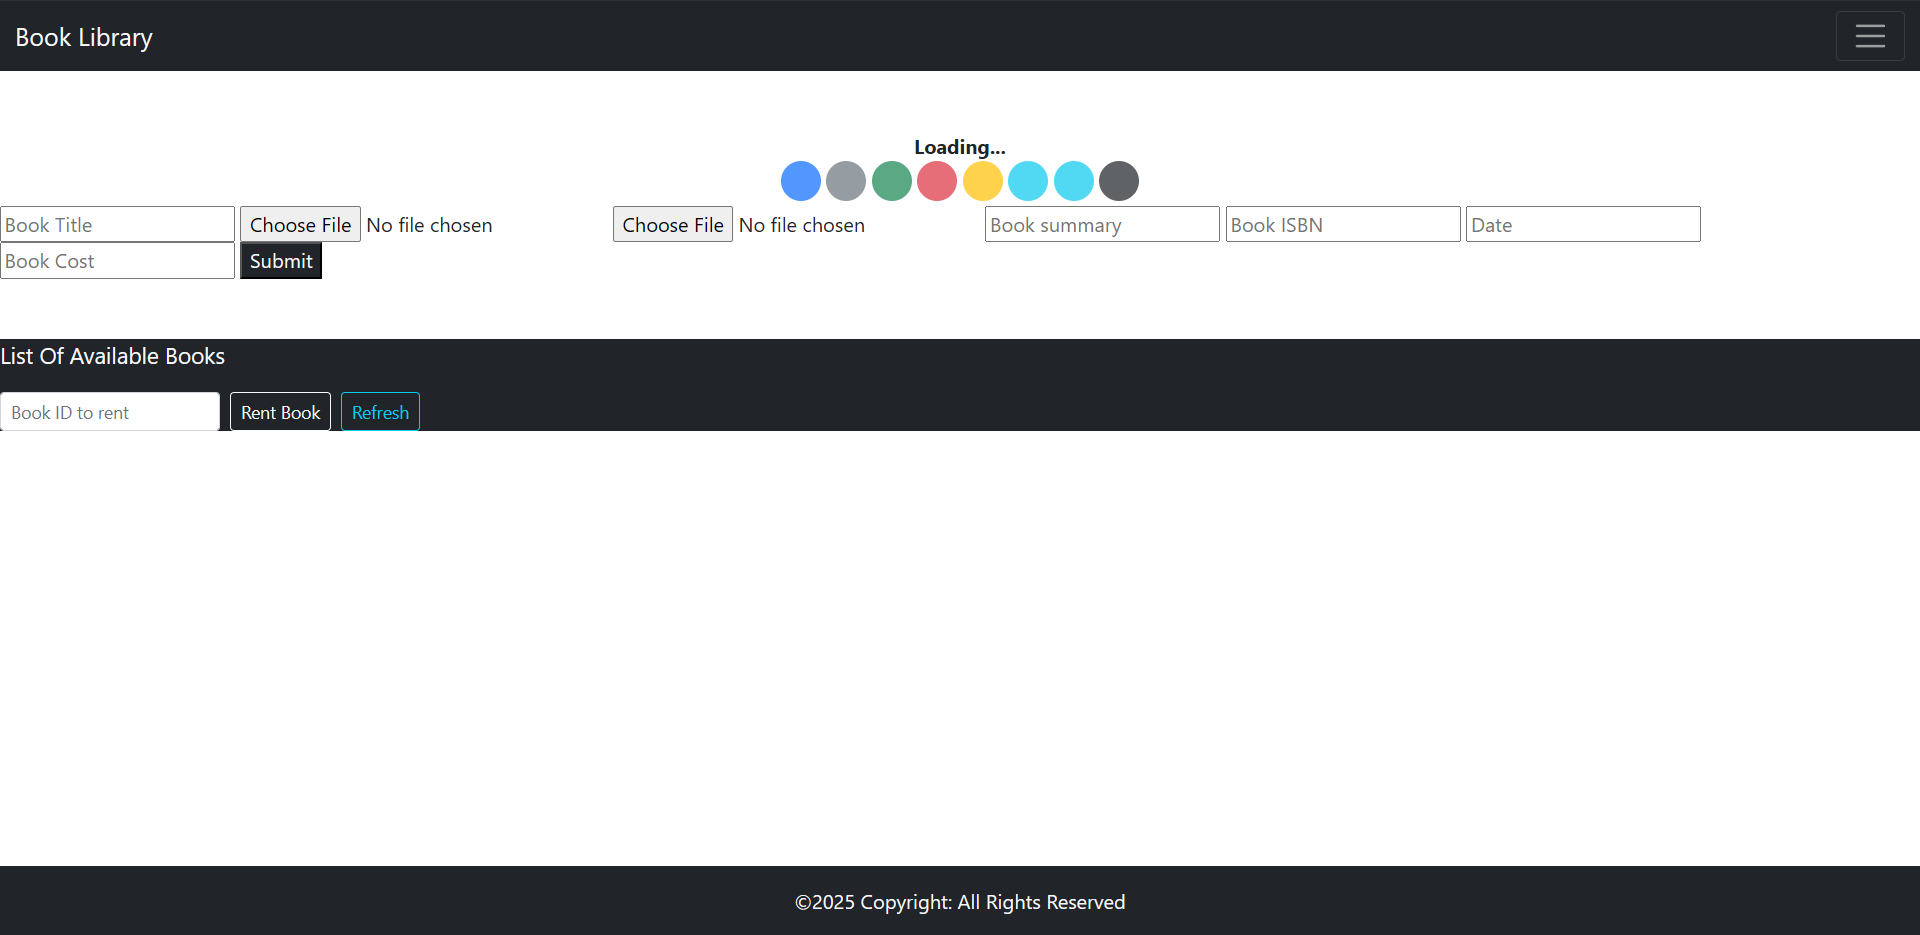 Book Library
Loading...
Book Title Choose File No file chosen Choose File No file chosen Book summary Book ISBN Date
Book Cost Submit
List Of Available Books
Book ID to rent Rent Book Refresh
©2025 Copyright: All Rights Reserved